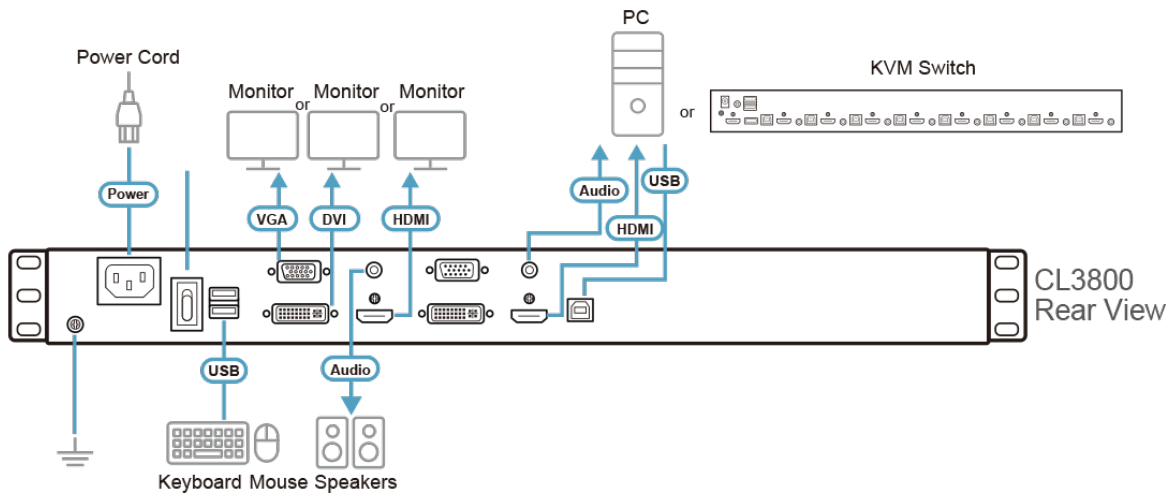 PC
Power Cord
KVM Switch
Monitor or Monitor or Monitor
or
Power
Audio
USB
VGA
DVI
HDMI
HDMI
CL3800
Rear View
USB
Audio
Keyboard Mouse Speakers